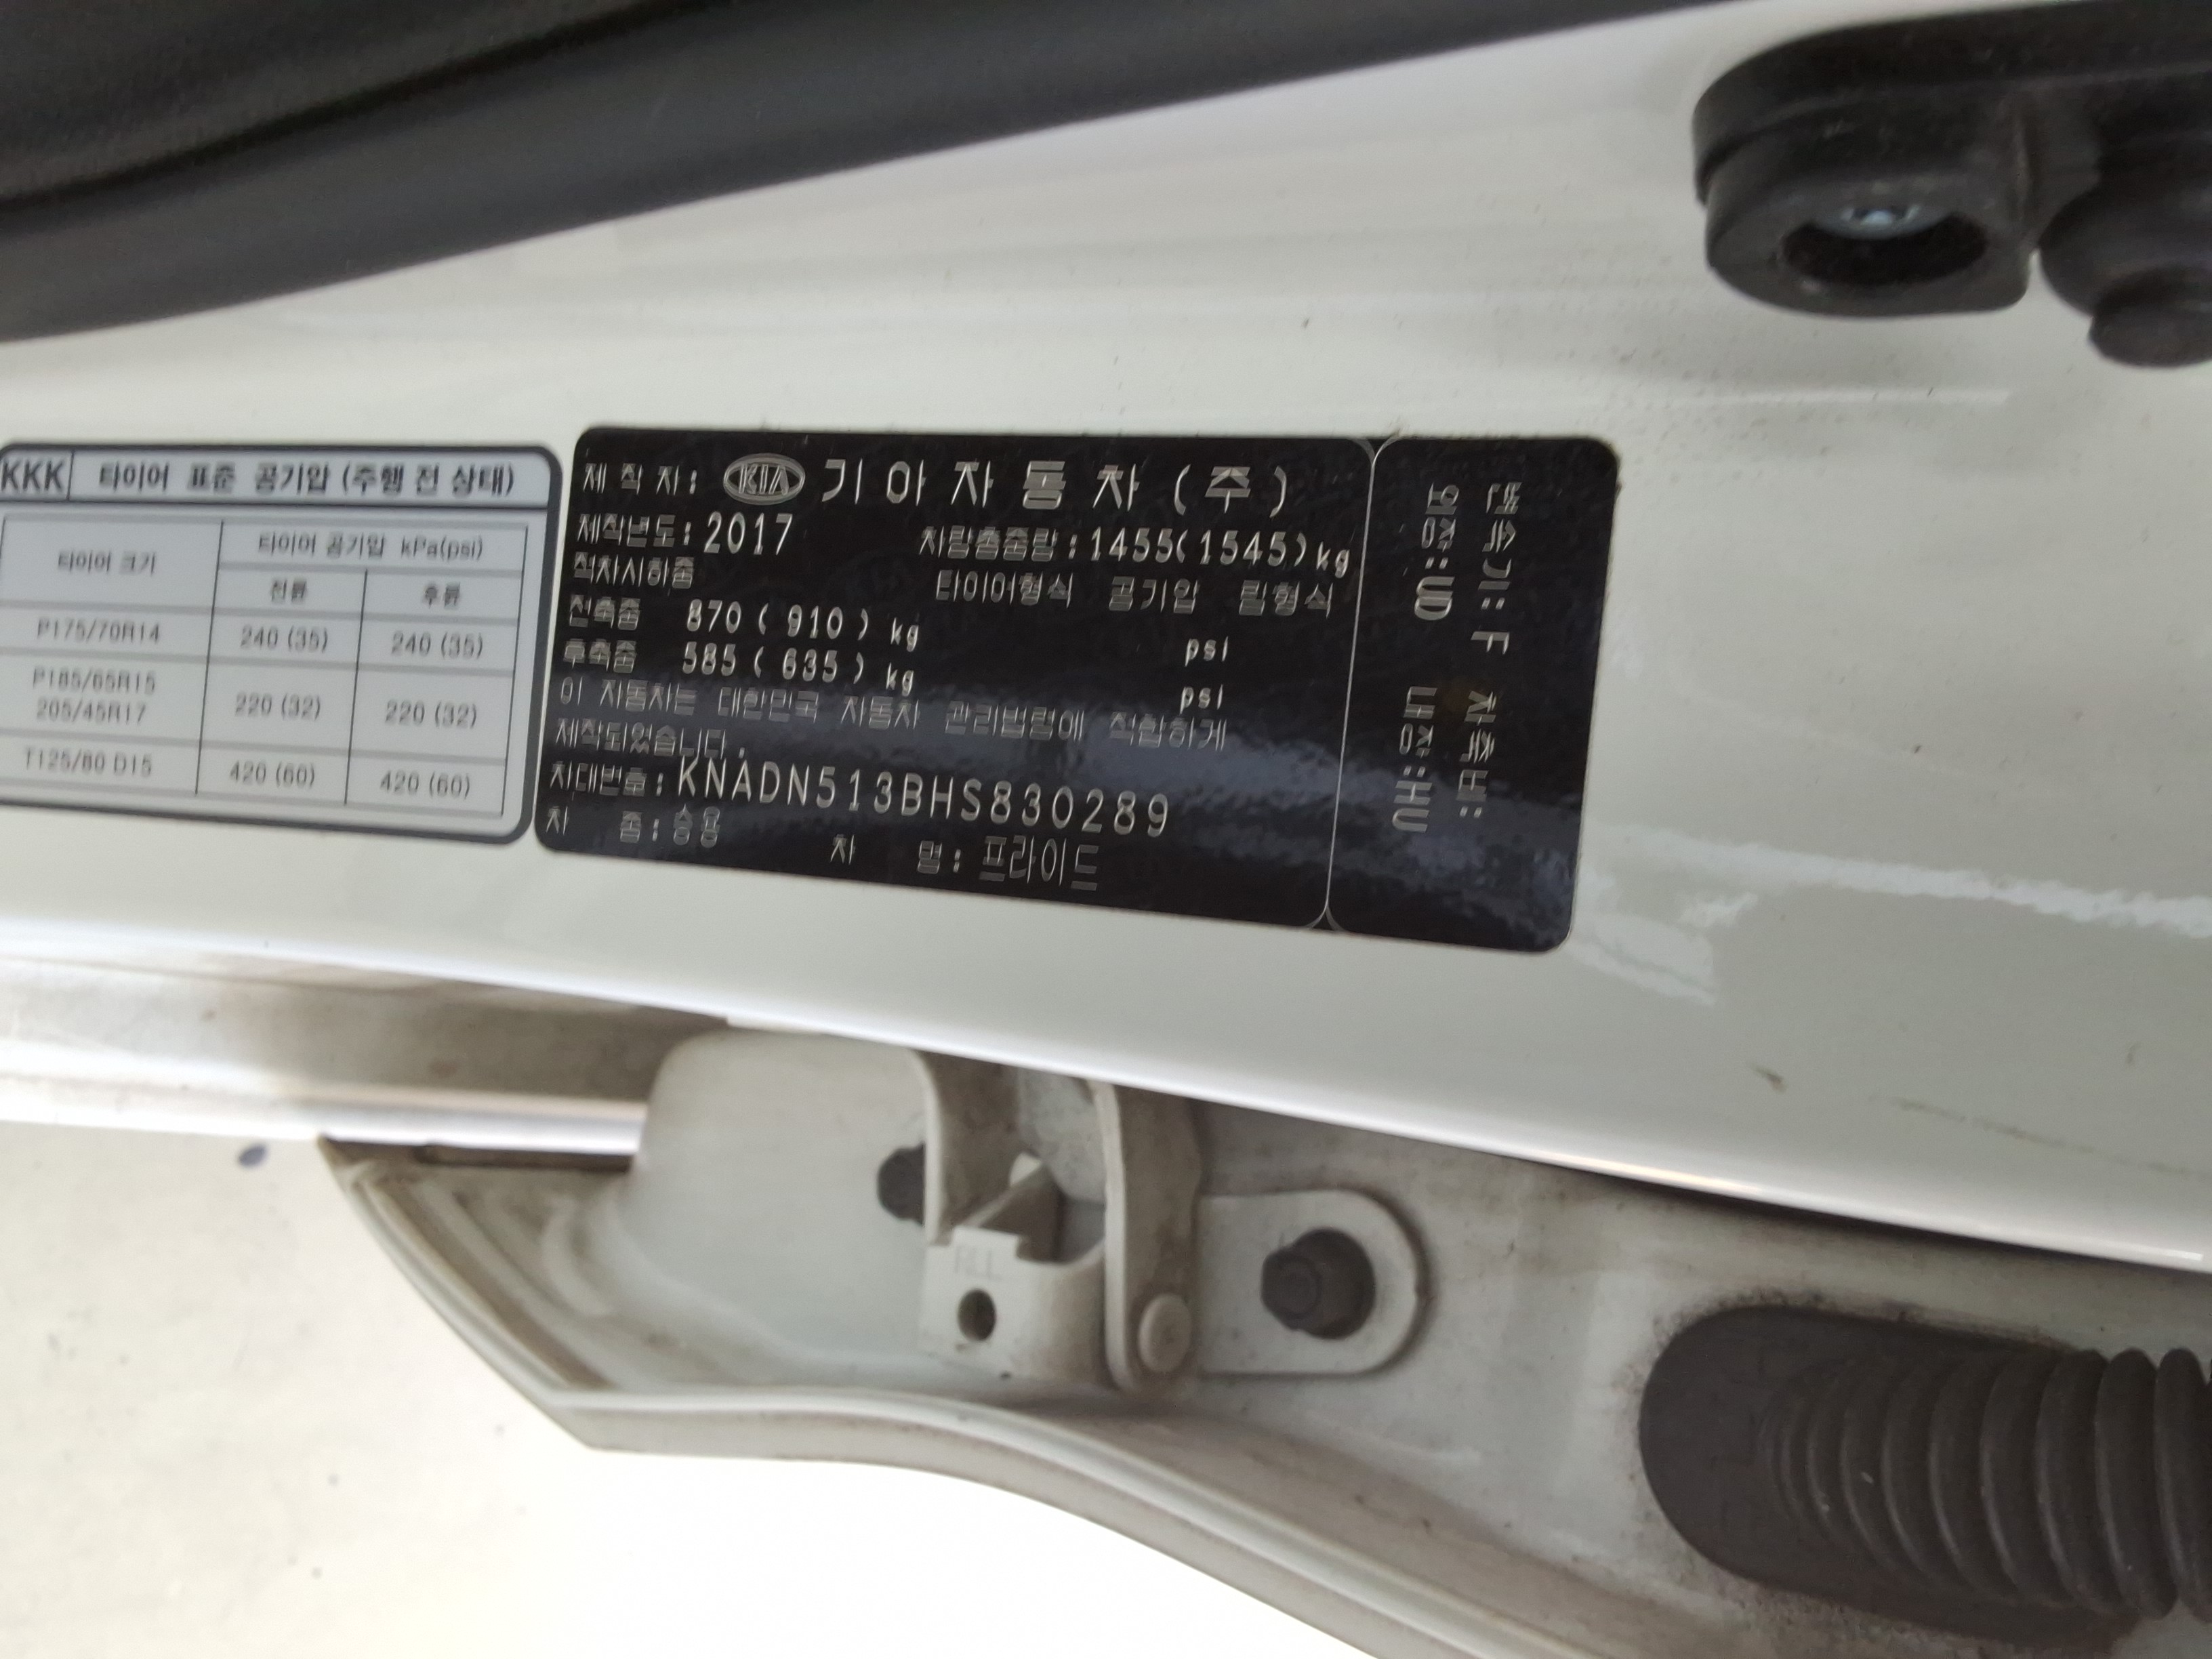 KKK 타이어 표준 공기압 (주행 전 상태)
타이어 크기 타이어 공기압 kPa(psi)
전륜 후륜
P175/70R14 240 (35) 240 (35)
P185/65R15
205/45R17 220 (32) 220 (32)
T125/80 D15 420 (60) 420 (60)
제 작 자 : KIA 기 아 자 동 차 ( 주 )
제작년도 : 2017 차량총중량 : 1455(1545)kg
적차시하중 타이어형식 공기압 림형식
전축중 870 ( 910 ) kg psi
후축중 585 ( 635 ) kg psi
이 자동차는 대한민국 자동차 관리법령에 적합하게
제작되었습니다.
차대번호 : KNADN513BHS830289
차 종 : 승용 차 명 : 프라이드
변속기 : F 차축비 :
외장 : UD 내장 : HU